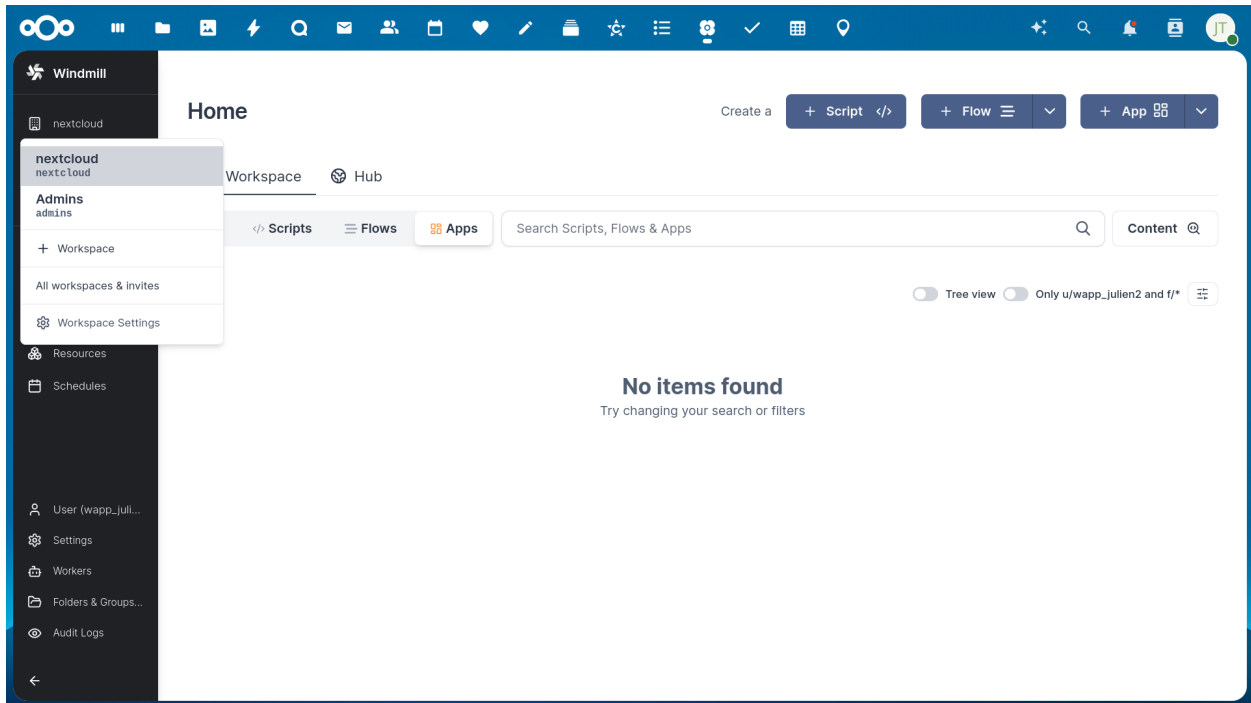 JT
Windmill
nextcloud
nextcloud
nextcloud
Admins
admins
+ Workspace
All workspaces & invites
Workspace Settings
Resources
Schedules
User (wapp_juli...
Settings
Workers
Folders & Groups...
Audit Logs
Home
Create a
+ Script </>
+ Flow
+ App
Workspace
Hub
</> Scripts
Flows
Apps
Search Scripts, Flows & Apps
Content
Tree view
Only u/wapp_julien2 and f/*
No items found
Try changing your search or filters